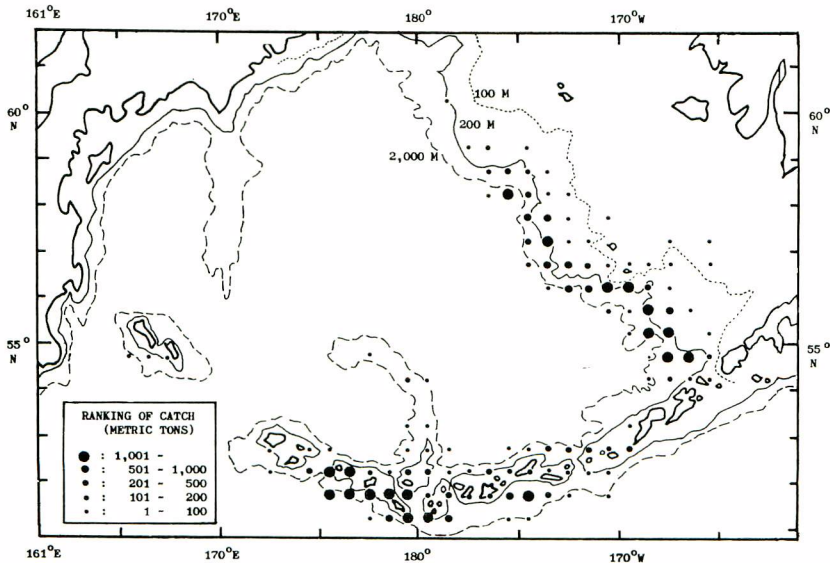 161°E 170°E 180° 170°W
60° N
60° N
100 M
200 M
2,000 M
55° N
55° N
RANKING OF CATCH
(METRIC TONS)
: 1,001 -
: 501 - 1,000
: 201 - 500
: 101 - 200
: 1 - 100
161°E 170°E 180° 170°W